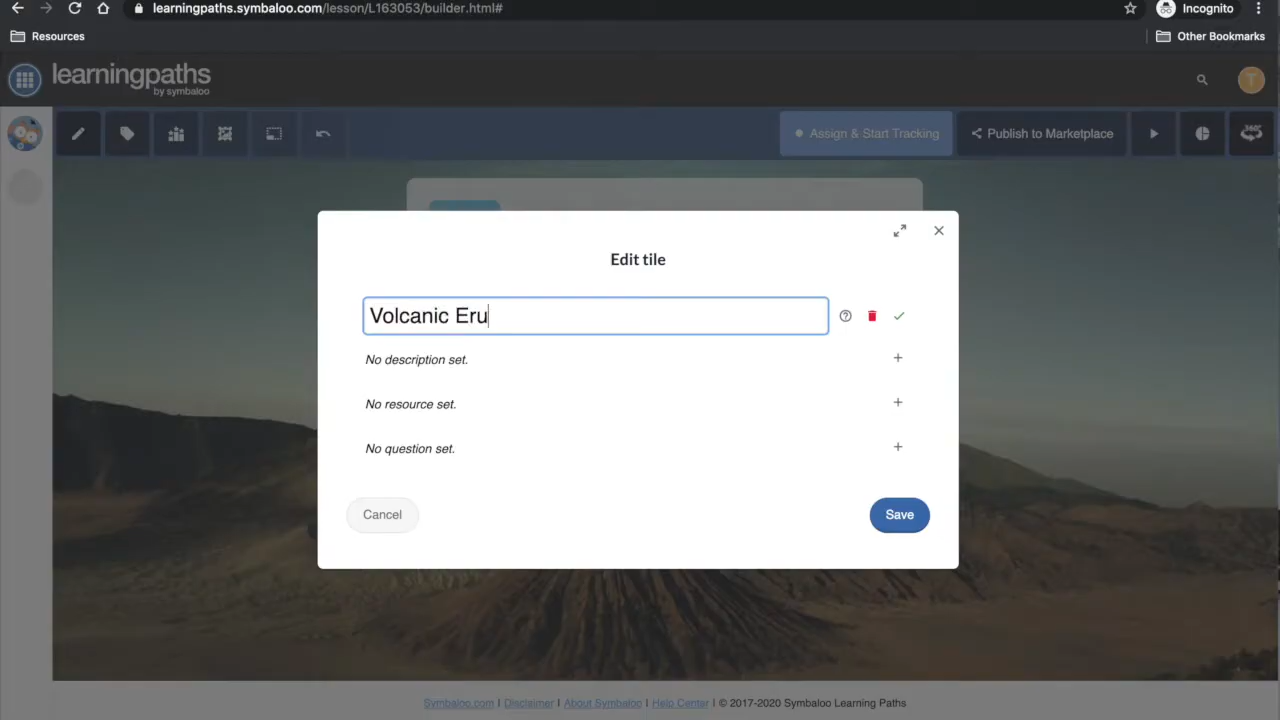 learningpaths.symbaloo.com/lesson/L163053/builder.html#
Incognito
Resources
Other Bookmarks
learningpaths
by symbaloo
T
Assign & Start Tracking
Publish to Marketplace
360°
Edit tile
Volcanic Eru
No description set.
No resource set.
No question set.
Cancel
Save
Symbaloo.com | Disclaimer | About Symbaloo | Help Center | © 2017-2020 Symbaloo Learning Paths